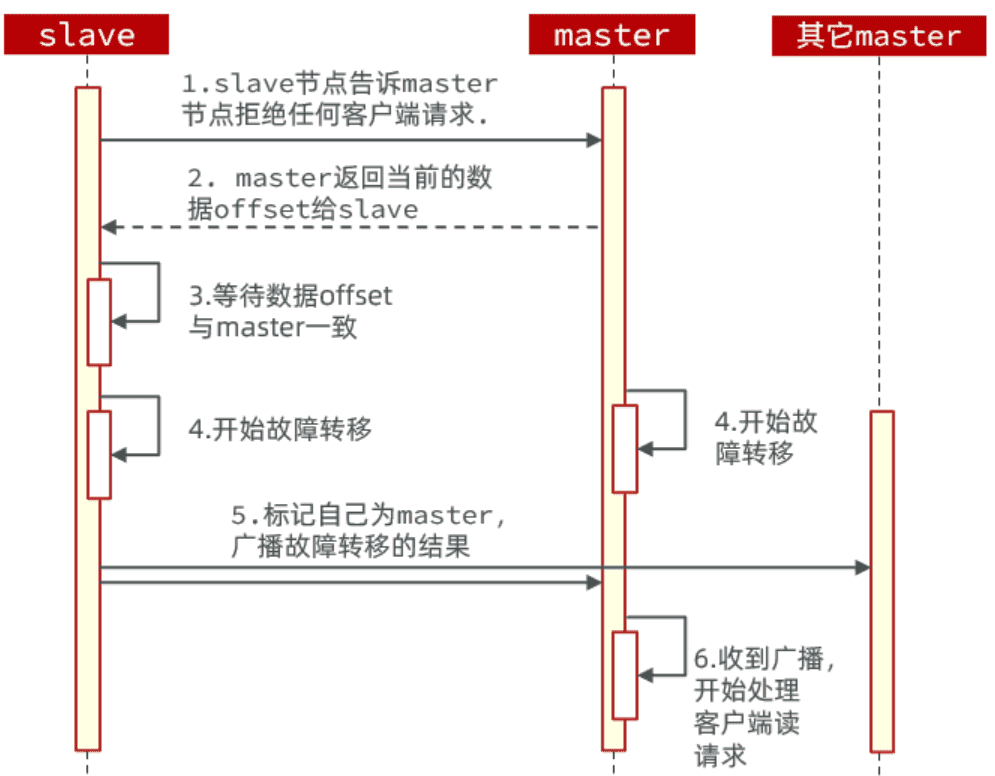 slave
master
其它master
1.slave节点告诉master
节点拒绝任何客户端请求.
2. master返回当前的数
据offset给slave
3.等待数据offset
与master一致
4.开始故障转移
4.开始故
障转移
5.标记自己为master，
广播故障转移的结果
6.收到广播，
开始处理
客户端读
请求